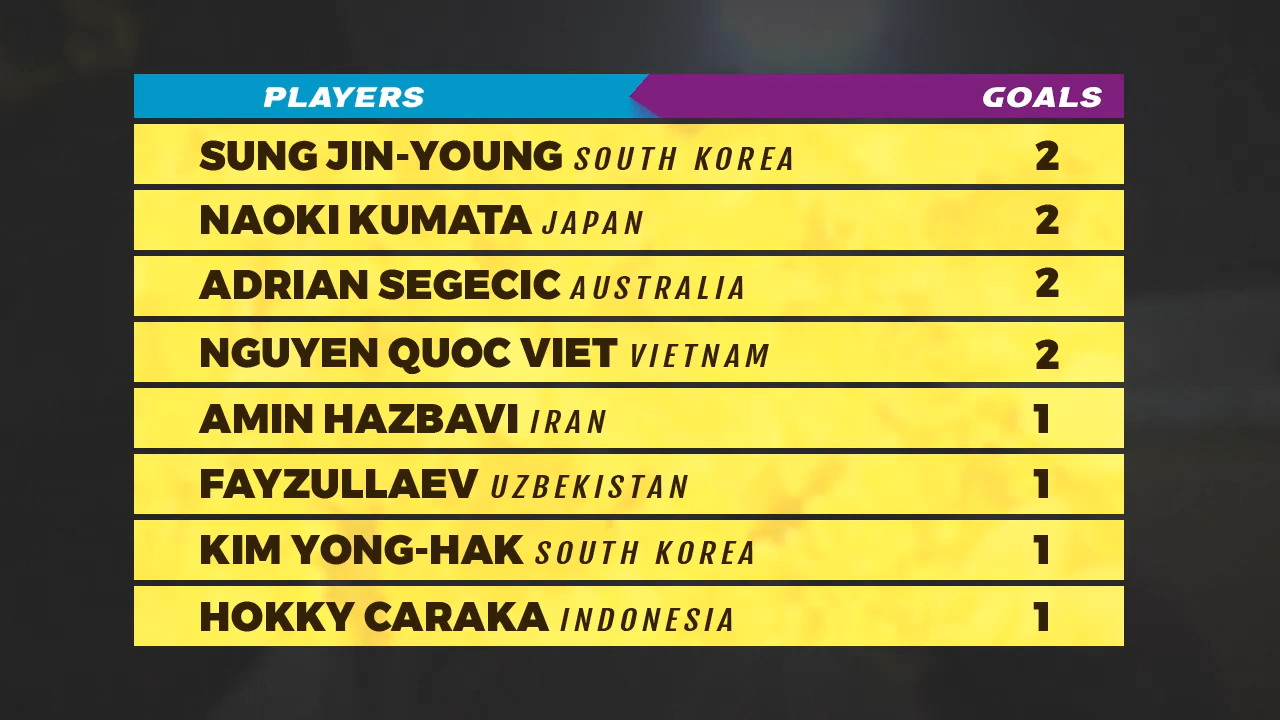 PLAYERS GOALS
SUNG JIN-YOUNG SOUTH KOREA 2
NAOKI KUMATA JAPAN 2
ADRIAN SEGECIC AUSTRALIA 2
NGUYEN QUOC VIET VIETNAM 2
AMIN HAZBAVI IRAN 1
FAYZULLAEV UZBEKISTAN 1
KIM YONG-HAK SOUTH KOREA 1
HOKKY CARAKA INDONESIA 1